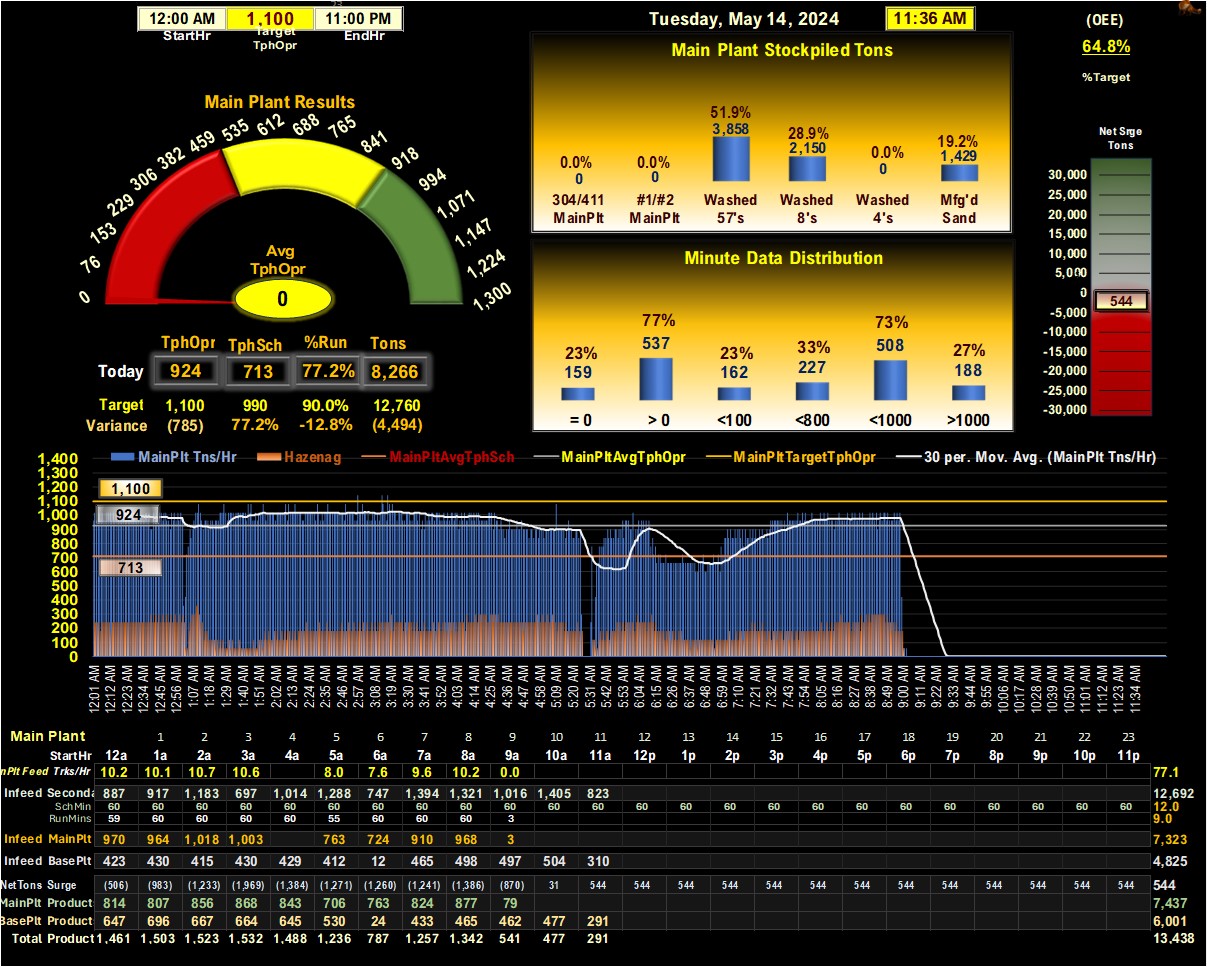 23
12:00 AM 1,100 11:00 PM
StartHr Target TphOpr EndHr
Tuesday, May 14, 2024 11:36 AM
(OEE)
64.8%
%Target
Main Plant Stockpiled Tons
51.9%
3,858
28.9%
2,150
19.2%
1,429
0.0% 0.0% 0.0%
0 0 0
304/411 #1/#2 Washed Washed Washed Mfg'd
MainPlt MainPlt 57's 8's 4's Sand
Main Plant Results
0 76 153 229 306 382 459 535 612 688 765 841 918 994 1,071 1,147 1,224 1,300
Avg
TphOpr
0
TphOpr TphSch %Run Tons
Today 924 713 77.2% 8,266
Target 1,100 990 90.0% 12,760
Variance (785) 77.2% -12.8% (4,494)
Minute Data Distribution
23% 77% 23% 33% 73% 27%
159 537 162 227 508 188
= 0 > 0 <100 <800 <1000 >1000
Net Srge
Tons
30,000
25,000
20,000
15,000
10,000
5,000
0
544
-5,000
-10,000
-15,000
-20,000
-25,000
-30,000
MainPlt Tns/Hr Hazenag MainPltAvgTphSch MainPltAvgTphOpr MainPltTargetTphOpr 30 per. Mov. Avg. (MainPlt Tns/Hr)
1,400
1,300
1,200
1,100
1,000
900
800
700
600
500
400
300
200
100
0
1,100
924
713
12:01 AM 12:12 AM 12:23 AM 12:34 AM 12:45 AM 12:56 AM 1:07 AM 1:18 AM 1:29 AM 1:40 AM 1:51 AM 2:02 AM 2:13 AM 2:24 AM 2:35 AM 2:46 AM 2:57 AM 3:08 AM 3:19 AM 3:30 AM 3:41 AM 3:52 AM 4:03 AM 4:14 AM 4:25 AM 4:36 AM 4:47 AM 4:58 AM 5:09 AM 5:20 AM 5:31 AM 5:42 AM 5:53 AM 6:04 AM 6:15 AM 6:26 AM 6:37 AM 6:48 AM 6:59 AM 7:10 AM 7:21 AM 7:32 AM 7:43 AM 7:54 AM 8:05 AM 8:16 AM 8:27 AM 8:38 AM 8:49 AM 9:00 AM 9:11 AM 9:22 AM 9:33 AM 9:44 AM 9:55 AM 10:06 AM 10:17 AM 10:28 AM 10:39 AM 10:50 AM 11:01 AM 11:12 AM 11:23 AM 11:34 AM
Main Plant 1 2 3 4 5 6 7 8 9 10 11 12 13 14 15 16 17 18 19 20 21 22 23
StartHr 12a 1a 2a 3a 4a 5a 6a 7a 8a 9a 10a 11a 12p 1p 2p 3p 4p 5p 6p 7p 8p 9p 10p 11p
nPlt Feed Trks/Hr 10.2 10.1 10.7 10.6 8.0 7.6 9.6 10.2 0.0 77.1
Infeed Seconda 887 917 1,183 697 1,014 1,288 747 1,394 1,321 1,016 1,405 823 12,692
SchMin 60 60 60 60 60 60 60 60 60 60 60 60 60 60 60 60 60 60 60 60 60 60 60 60 12.0
RunMins 59 60 60 60 55 60 60 60 3 9.0
Infeed MainPlt 970 964 1,018 1,003 763 724 910 968 3 7,323
Infeed BasePlt 423 430 415 430 429 412 12 465 498 497 504 310 4,825
NetTons Surge (506) (983) (1,233) (1,969) (1,384) (1,271) (1,260) (1,241) (1,386) (870) 31 544 544 544 544 544 544 544 544 544 544 544 544 544 544
MainPlt Product 814 807 856 868 843 706 763 824 877 79 7,437
BasePlt Product 647 696 667 664 645 530 24 433 465 462 477 291 6,001
Total Product 1,461 1,503 1,523 1,532 1,488 1,236 787 1,257 1,342 541 477 291 13,438